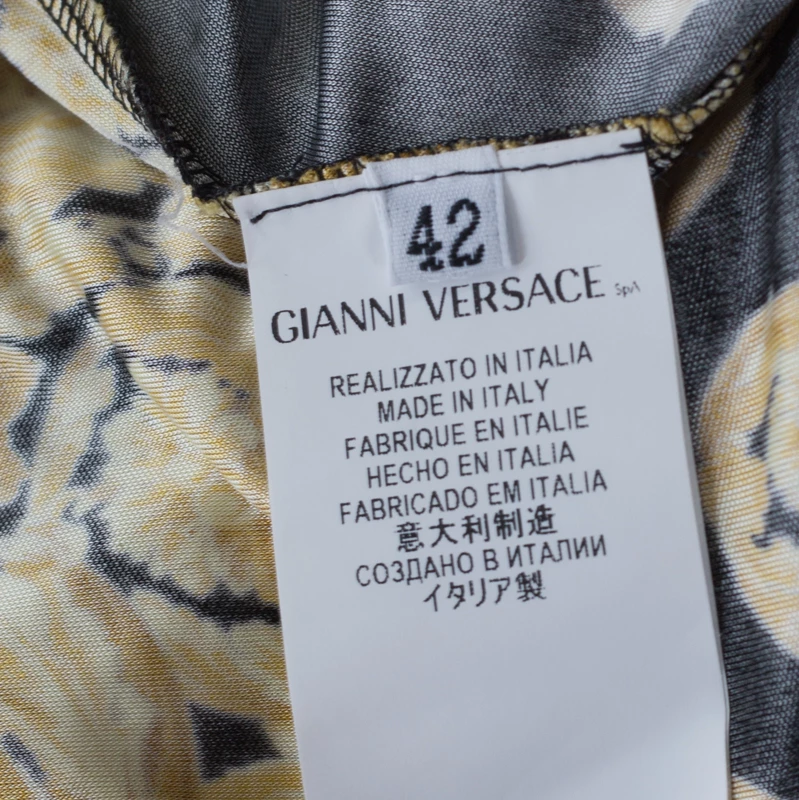 42
GIANNI VERSACE SpA
REALIZZATO IN ITALIA
MADE IN ITALY
FABRIQUE EN ITALIE
HECHO EN ITALIA
FABRICADO EM ITALIA
意大利制造
СОЗДАНО В ИТАЛИИ
イタリア製